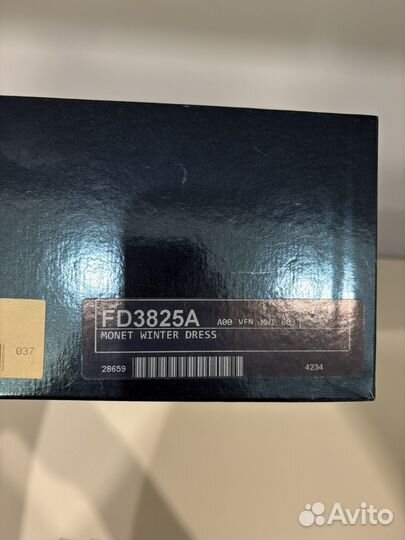 FD3825A A00 VFN MWI 60
MONET WINTER DRESS
037
28659 4234
Avito